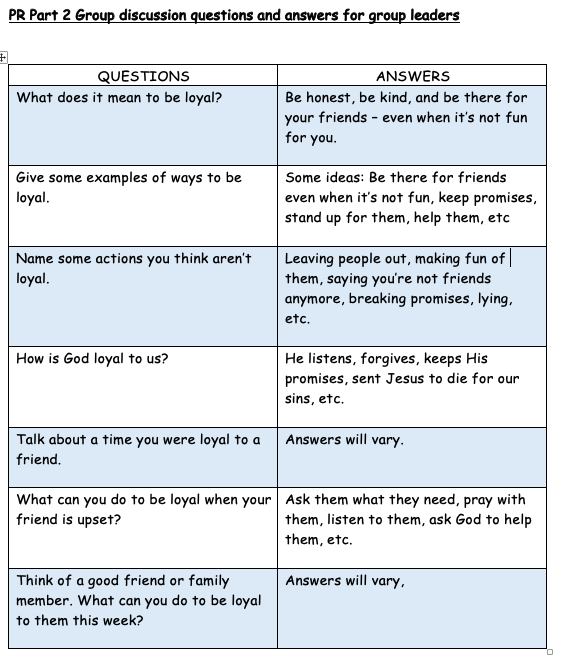 PR Part 2 Group discussion questions and answers for group leaders
QUESTIONS
ANSWERS
What does it mean to be loyal?
Be honest, be kind, and be there for
your friends – even when it's not fun
for you.
Give some examples of ways to be
loyal.
Some ideas: Be there for friends
even when it's not fun, keep promises,
stand up for them, help them, etc
Name some actions you think aren't
loyal.
Leaving people out, making fun of
them, saying you're not friends
anymore, breaking promises, lying,
etc.
How is God loyal to us?
He listens, forgives, keeps His
promises, sent Jesus to die for our
sins, etc.
Talk about a time you were loyal to a
friend.
Answers will vary.
What can you do to be loyal when your
friend is upset?
Ask them what they need, pray with
them, listen to them, ask God to help
them, etc.
Think of a good friend or family
member. What can you do to be loyal
to them this week?
Answers will vary,